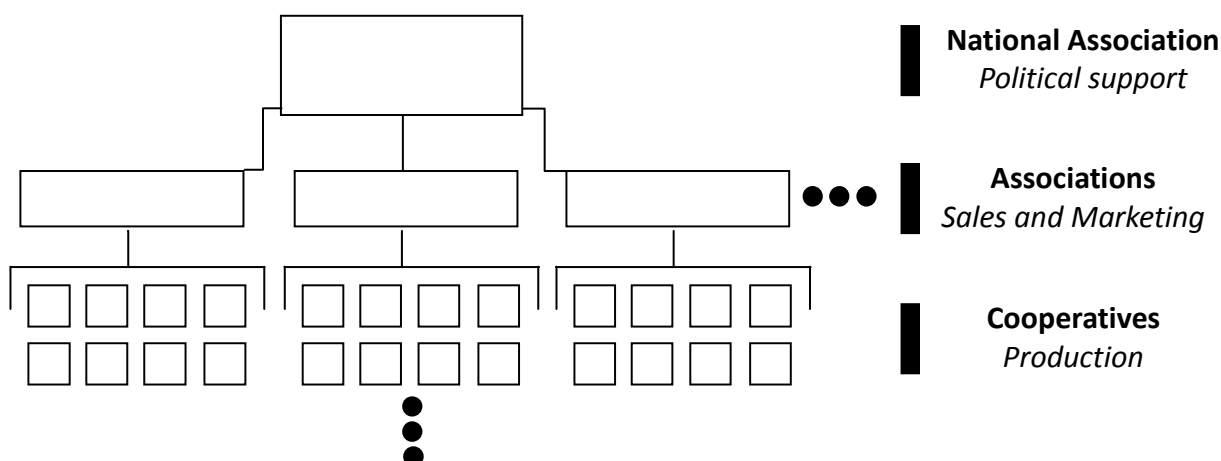 National Association
Political support
Associations
Sales and Marketing
Cooperatives
Production